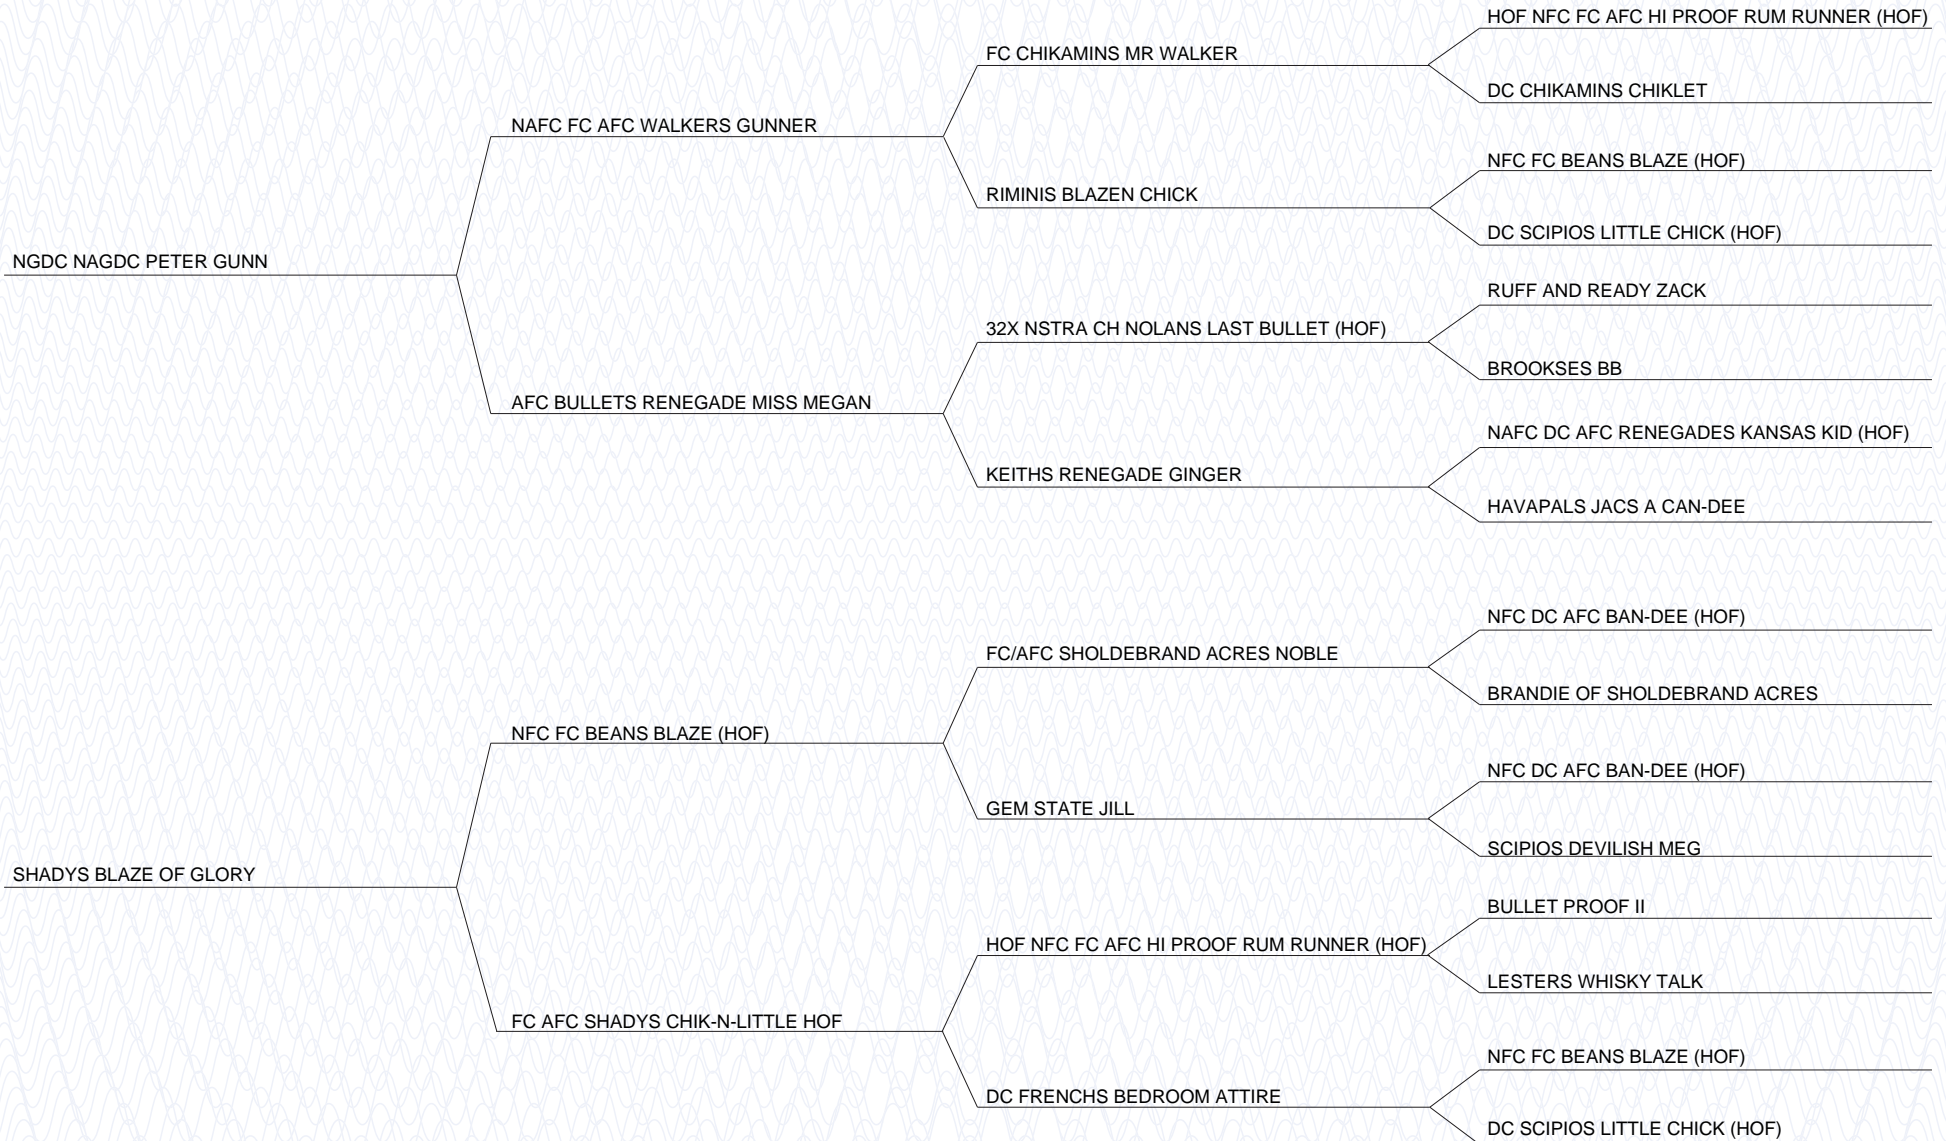 HOF NFC FC AFC HI PROOF RUM RUNNER (HOF)
FC CHIKAMINS MR WALKER
DC CHIKAMINS CHIKLET
NAFC FC AFC WALKERS GUNNER
NFC FC BEANS BLAZE (HOF)
RIMINIS BLAZEN CHICK
DC SCIPIOS LITTLE CHICK (HOF)
NGDC NAGDC PETER GUNN
RUFF AND READY ZACK
32X NSTRA CH NOLANS LAST BULLET (HOF)
BROOKSES BB
AFC BULLETS RENEGADE MISS MEGAN
NAFC DC AFC RENEGADES KANSAS KID (HOF)
KEITHS RENEGADE GINGER
HAVAPALS JACS A CAN-DEE
NFC DC AFC BAN-DEE (HOF)
FC/AFC SHOLDEBRAND ACRES NOBLE
BRANDIE OF SHOLDEBRAND ACRES
NFC FC BEANS BLAZE (HOF)
NFC DC AFC BAN-DEE (HOF)
GEM STATE JILL
SCIPIOS DEVILISH MEG
SHADYS BLAZE OF GLORY
BULLET PROOF II
HOF NFC FC AFC HI PROOF RUM RUNNER (HOF)
LESTERS WHISKY TALK
FC AFC SHADYS CHIK-N-LITTLE HOF
NFC FC BEANS BLAZE (HOF)
DC FRENCHS BEDROOM ATTIRE
DC SCIPIOS LITTLE CHICK (HOF)